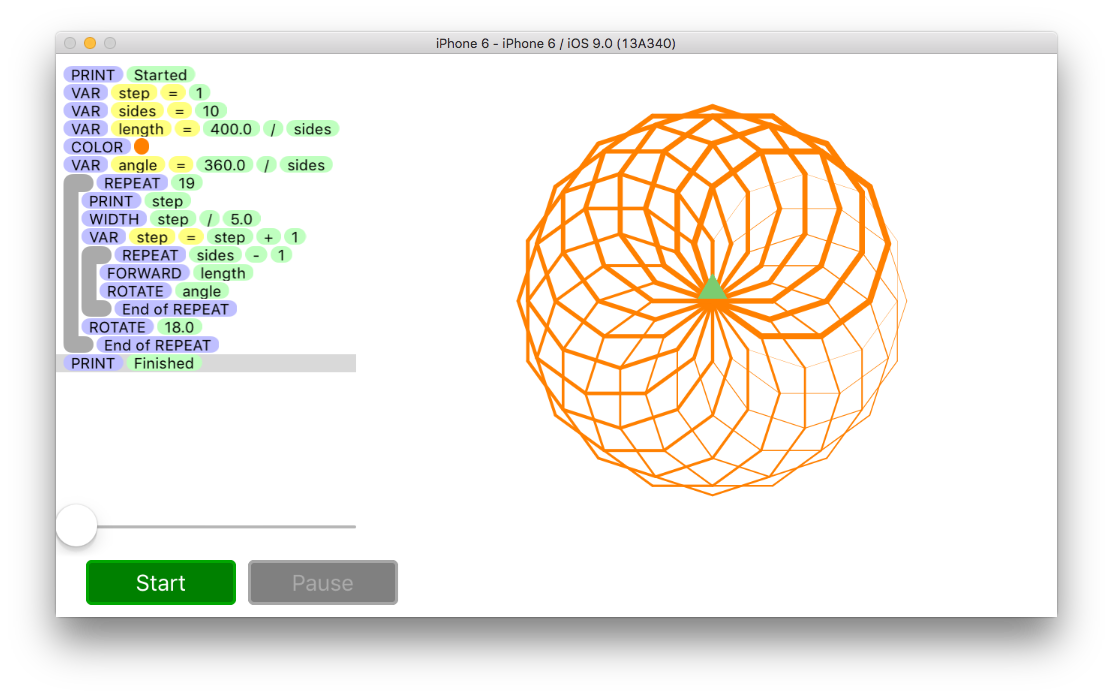 iPhone 6 - iPhone 6 / iOS 9.0 (13A340)
PRINT Started
VAR step = 1
VAR sides = 10
VAR length = 400.0 / sides
COLOR
VAR angle = 360.0 / sides
REPEAT 19
PRINT step
WIDTH step / 5.0
VAR step = step + 1
REPEAT sides - 1
FORWARD length
ROTATE angle
End of REPEAT
ROTATE 18.0
End of REPEAT
PRINT Finished
Start Pause